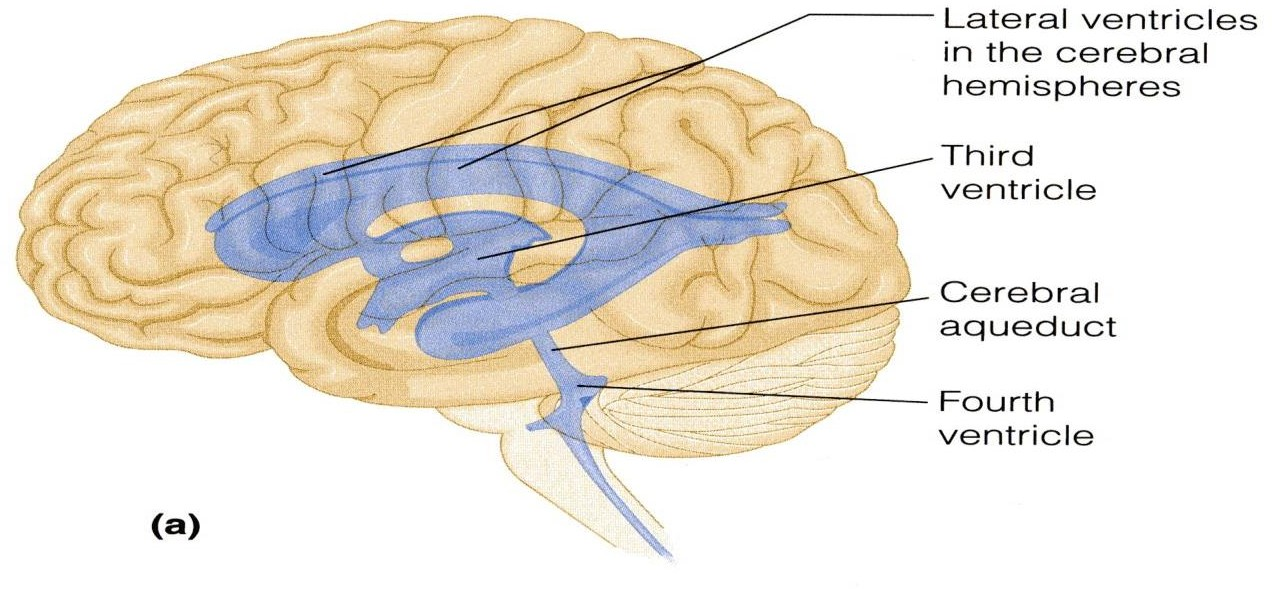 Lateral ventricles
in the cerebral
hemispheres
Third
ventricle
Cerebral
aqueduct
Fourth
ventricle
(a)